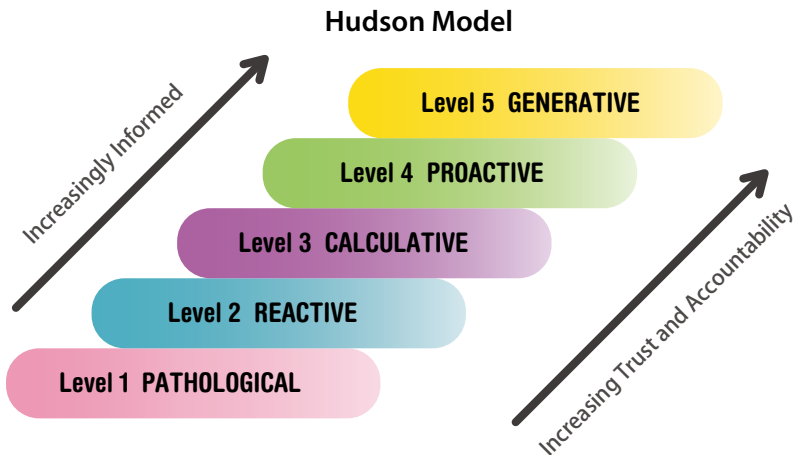 Hudson Model
Increasingly Informed
Level 5 GENERATIVE
Level 4 PROACTIVE
Level 3 CALCULATIVE
Level 2 REACTIVE
Level 1 PATHOLOGICAL
Increasing Trust and Accountability